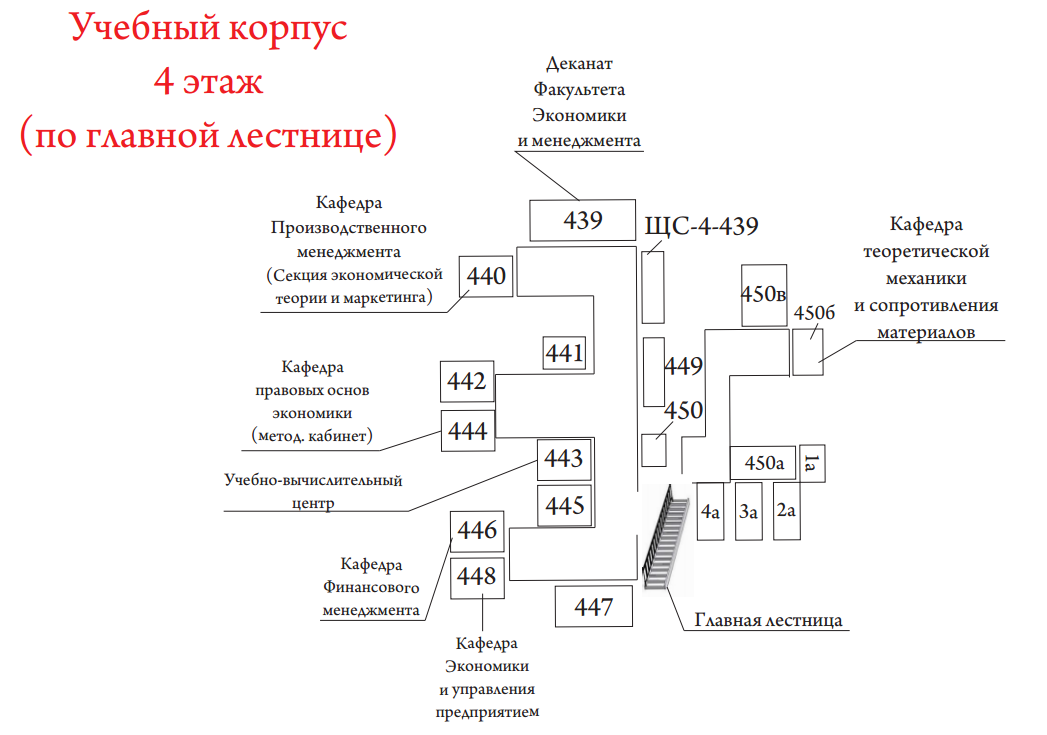 Учебный корпус
4 этаж
(по главной лестнице)
Деканат
Факультета
Экономики
и менеджмента
439
ЩС-4-439
Кафедра
Производственного
менеджмента
(Секция экономической
теории и маркетинга)
440
Кафедра
теоретической
механики
и сопротивления
материалов
450в
450б
441
449
442
Кафедра
правовых основ
экономики
(метод. кабинет)
444
450
443
Учебно-вычислительный
центр
445
450а
1а
4а
3а
2а
446
Кафедра
Финансового
менеджмента
448
447
Главная лестница
Кафедра
Экономики
и управления
предприятием